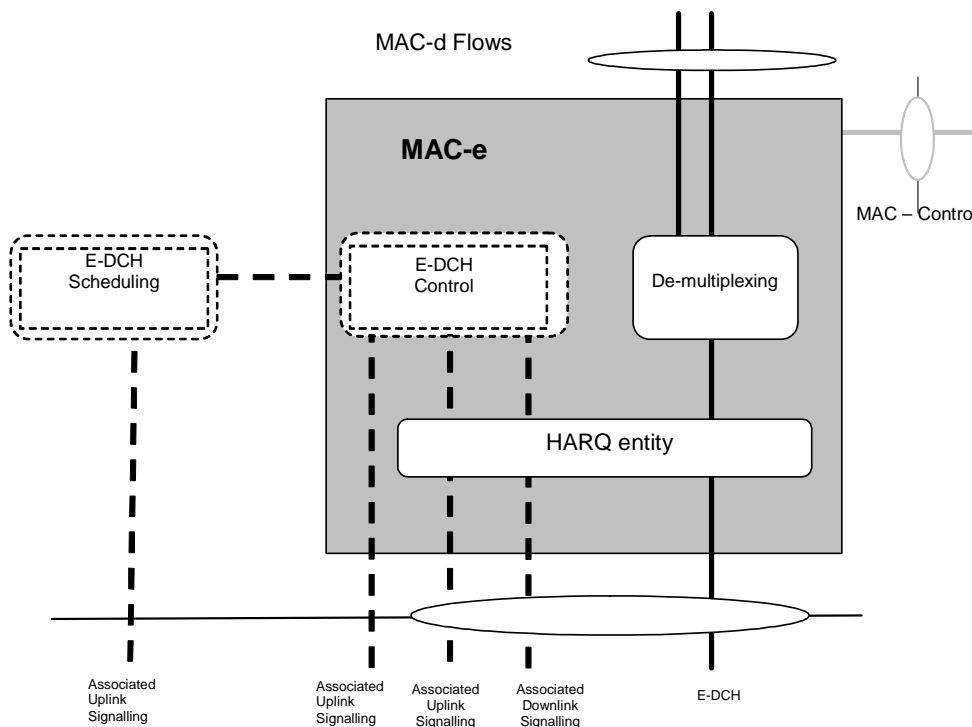 MAC-d Flows
MAC-e
MAC – Contro
E-DCH
Scheduling
E-DCH
Control
De-multiplexing
HARQ entity
Associated
Uplink
Signalling
Associated
Uplink
Signalling
Associated
Uplink
Signalling
Associated
Downlink
Signalling
E-DCH